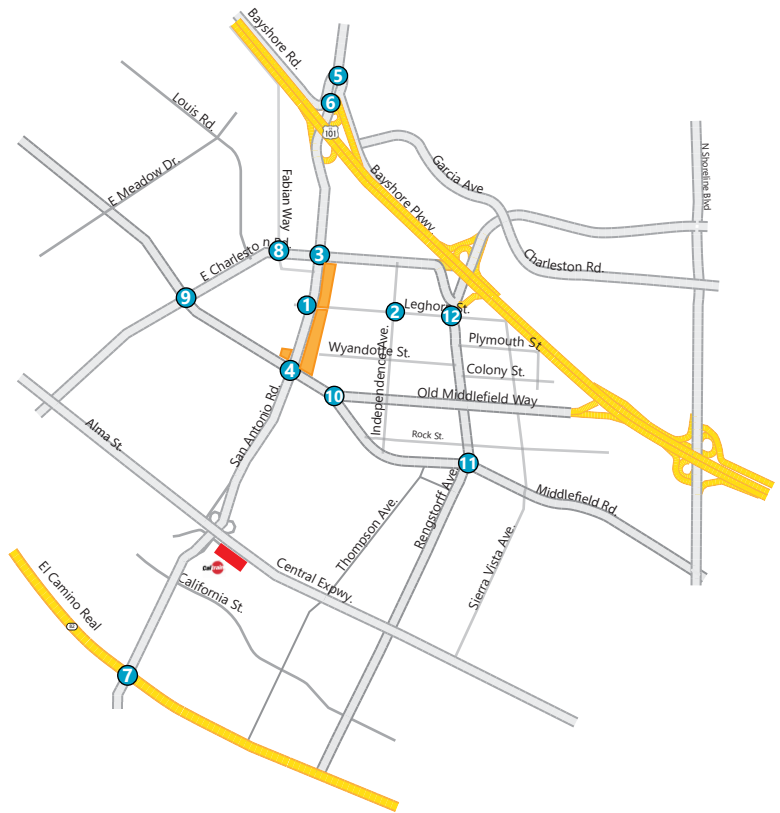 Bayshore Rd.
5
6
101
Louis Rd.
N Shoreline Blvd
Garcia Ave
E Meadow Dr.
Fabian Way
Bayshore Pkwy.
E Charleston Rd.
8
3
Charleston Rd.
9
1
2
Leghorn St.
12
Wyandotte St.
Plymouth St.
Independence Ave.
Colony St.
4
10
Old Middlefield Way
San Antonio Rd.
Alma St.
Rock St.
11
Middlefield Rd.
Thompson Ave.
Rengstorff Ave.
Sierra Vista Ave.
Caltrain
Central Expwy.
California St.
El Camino Real
82
7